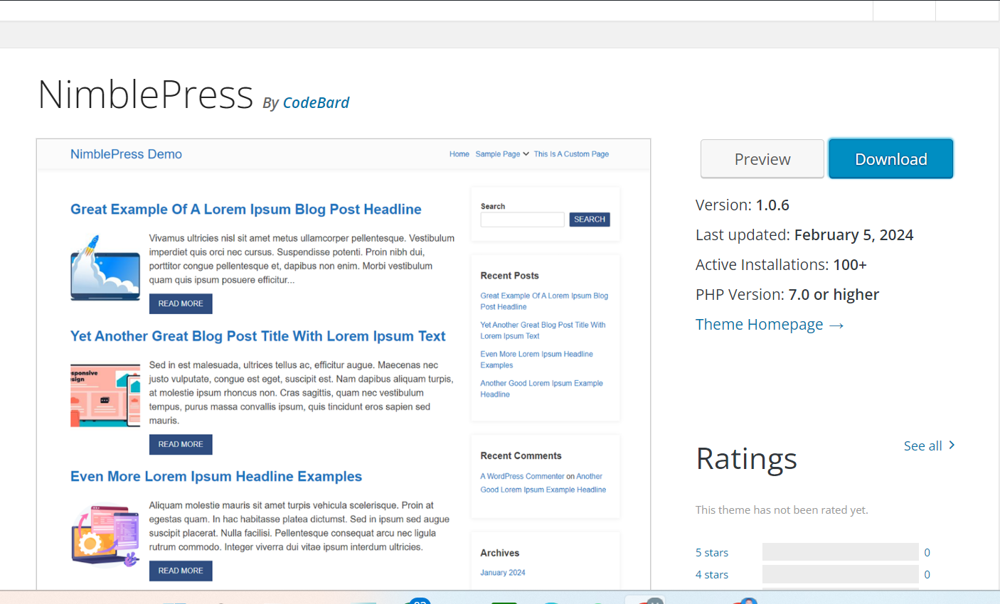 NimblePress By CodeBard
NimblePress Demo
Home Sample Page This Is A Custom Page
Great Example Of A Lorem Ipsum Blog Post Headline
Vivamus ultricies nisl sit amet metus ullamcorper pellentesque. Vestibulum
imperdiet quis orci nec cursus. Suspendisse potenti. Proin nibh dui,
porttitor congue pellentesque et, dapibus non enim. Morbi vestibulum
quam quis ipsum posuere efficitur...
READ MORE
Yet Another Great Blog Post Title With Lorem Ipsum Text
sponsive
sign
Sed in est malesuada, ultrices tellus ac, efficitur augue. Maecenas nec
justo vulputate, congue est eget, suscipit est. Nam dapibus aliquam turpis,
at molestie ipsum rhoncus non. Cras sagittis, quam nec vestibulum
tempus, purus massa convallis ipsum, quis tincidunt eros sapien sed
mauris.
READ MORE
Even More Lorem Ipsum Headline Examples
Aliquam molestie mauris sit amet turpis vehicula scelerisque. Proin at
egestas quam. In hac habitasse platea dictumst. Sed in ipsum sed augue
suscipit placerat. Nulla facilisi. Pellentesque consequat arcu nec ligula
rutrum commodo. Integer viverra dui vitae ipsum interdum ultricies.
READ MORE
Search
SEARCH
Recent Posts
Great Example Of A Lorem Ipsum Blog
Post Headline
Yet Another Great Blog Post Title With
Lorem Ipsum Text
Even More Lorem Ipsum Headline
Examples
Another Good Lorem Ipsum Example
Headline
Recent Comments
A WordPress Commenter on Another
Good Lorem Ipsum Example Headline
Archives
January 2024
Preview
Download
Version: 1.0.6
Last updated: February 5, 2024
Active Installations: 100+
PHP Version: 7.0 or higher
Theme Homepage →
Ratings
See all
This theme has not been rated yet.
5 stars 0
4 stars 0